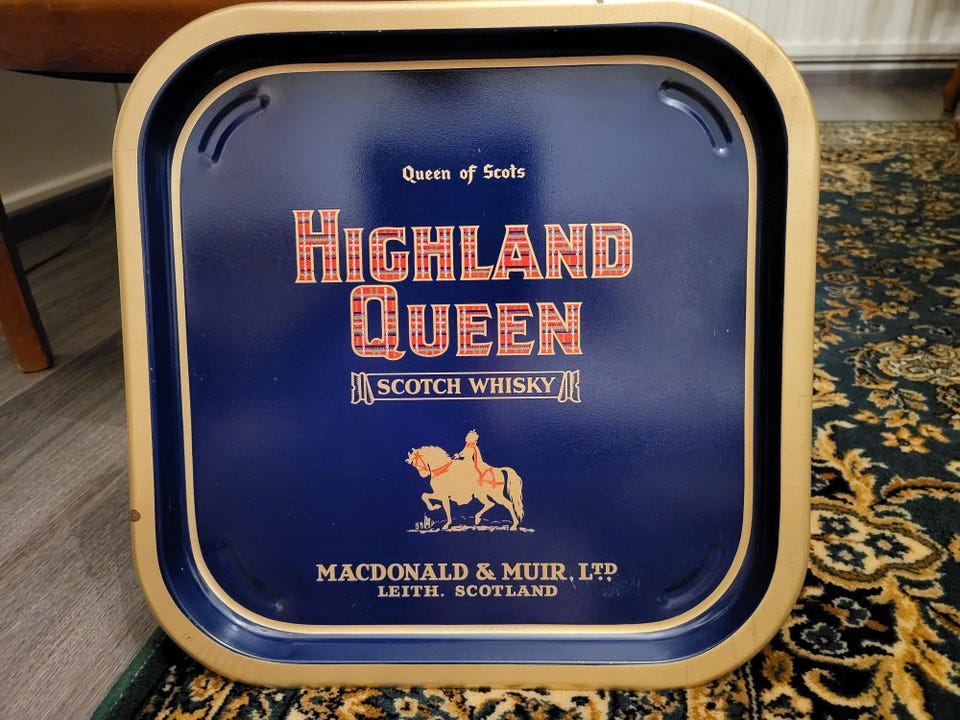 Queen of Scots
HIGHLAND
QUEEN
SCOTCH WHISKY
MACDONALD & MUIR, LTD,
LEITH. SCOTLAND